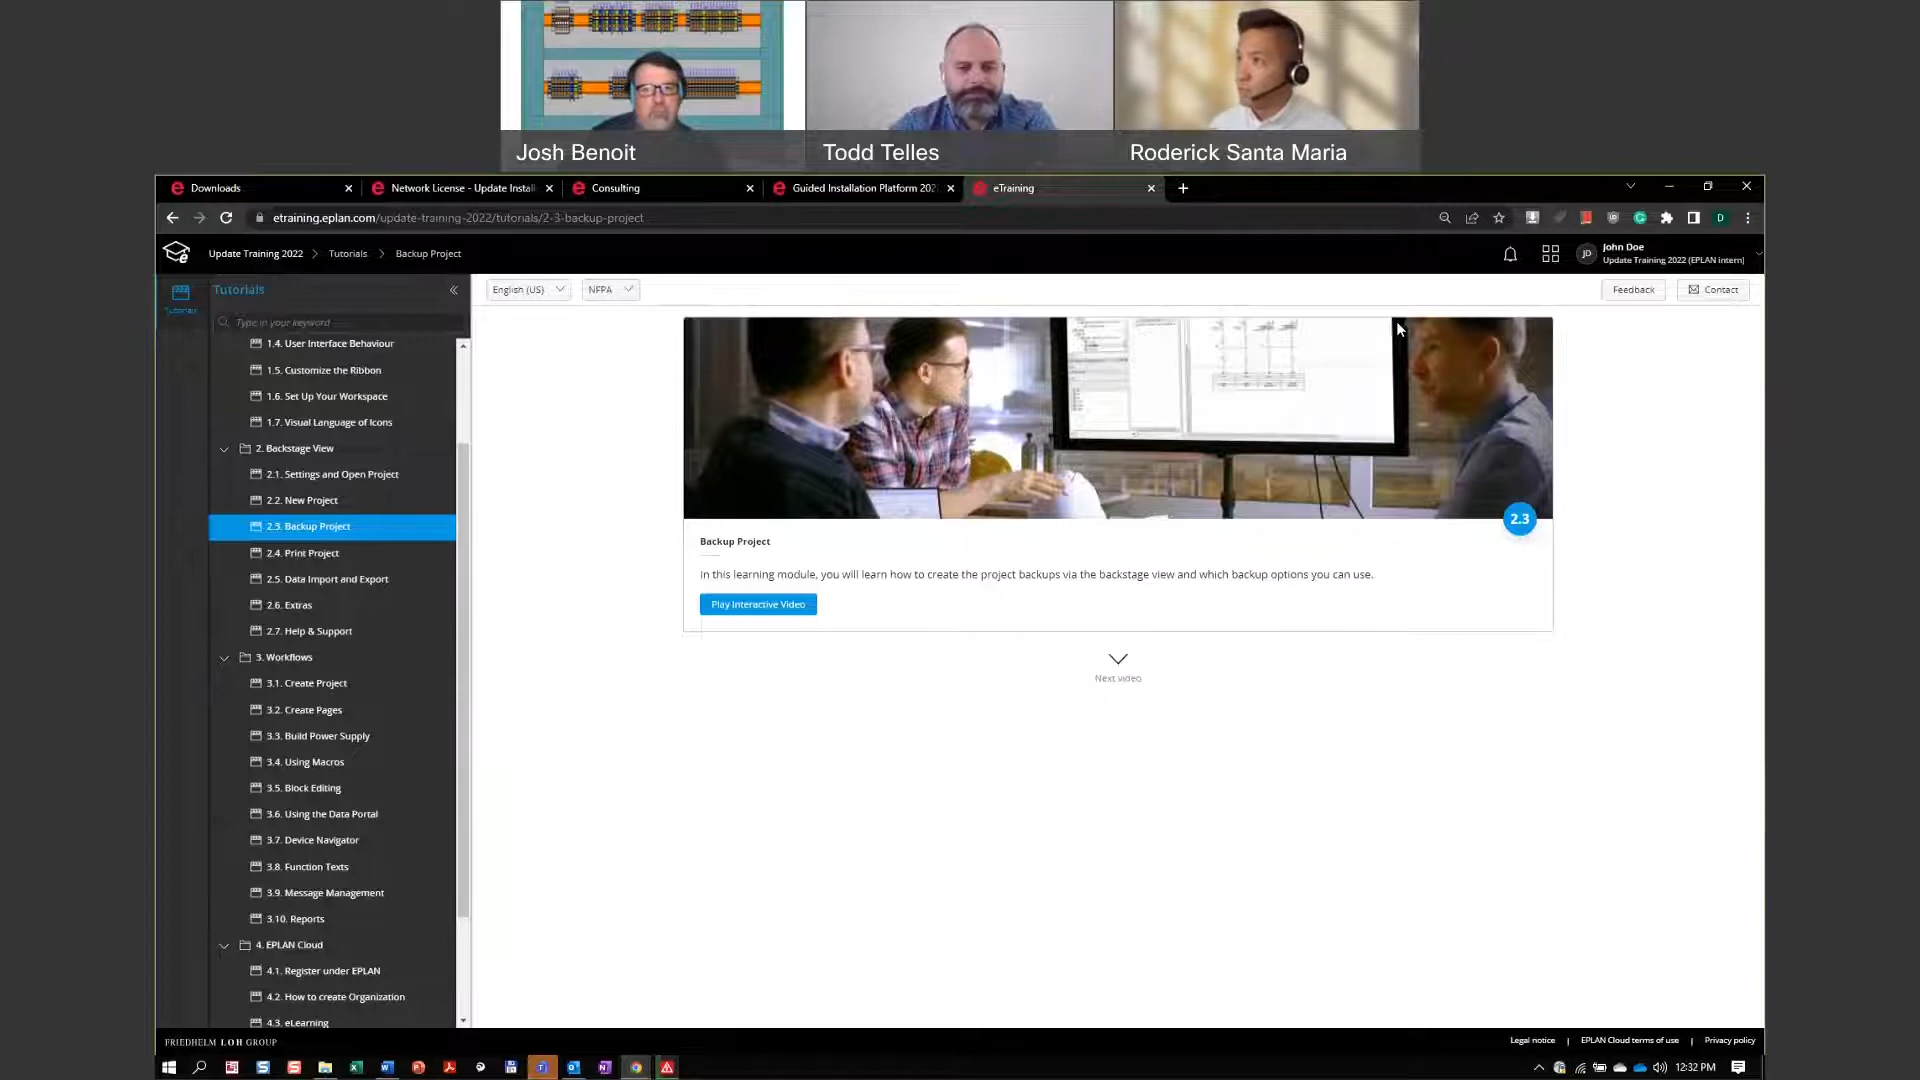 Josh Benoit
Todd Telles
Roderick Santa Maria
Downloads
Network License - Update Instal
Consulting
Guided Installation Platform 202
eTraining
etraining.eplan.com/update-training-2022/tutorials/2-3-backup-project
D
Update Training 2022 > Tutorials > Backup Project
JD
John Doe
Update Training 2022 (EPLAN intern)
Tutorials
Tutorials
Type in your keyword
1.4. User Interface Behaviour
1.5. Customize the Ribbon
1.6. Set Up Your Workspace
1.7. Visual Language of Icons
2. Backstage View
2.1. Settings and Open Project
2.2. New Project
2.3. Backup Project
2.4. Print Project
2.5. Data Import and Export
2.6. Extras
2.7. Help & Support
3. Workflows
3.1. Create Project
3.2. Create Pages
3.3. Build Power Supply
3.4. Using Macros
3.5. Block Editing
3.6. Using the Data Portal
3.7. Device Navigator
3.8. Function Texts
3.9. Message Management
3.10. Reports
4. EPLAN Cloud
4.1. Register under EPLAN
4.2. How to create Organization
4.3. eLearning
English (US)
NFPA
Feedback
Contact
2.3
Backup Project
In this learning module, you will learn how to create the project backups via the backstage view and which backup options you can use.
Play Interactive Video
Next video
FRIEDHELM LOH GROUP
Legal notice | EPLAN Cloud terms of use | Privacy policy
12:32 PM